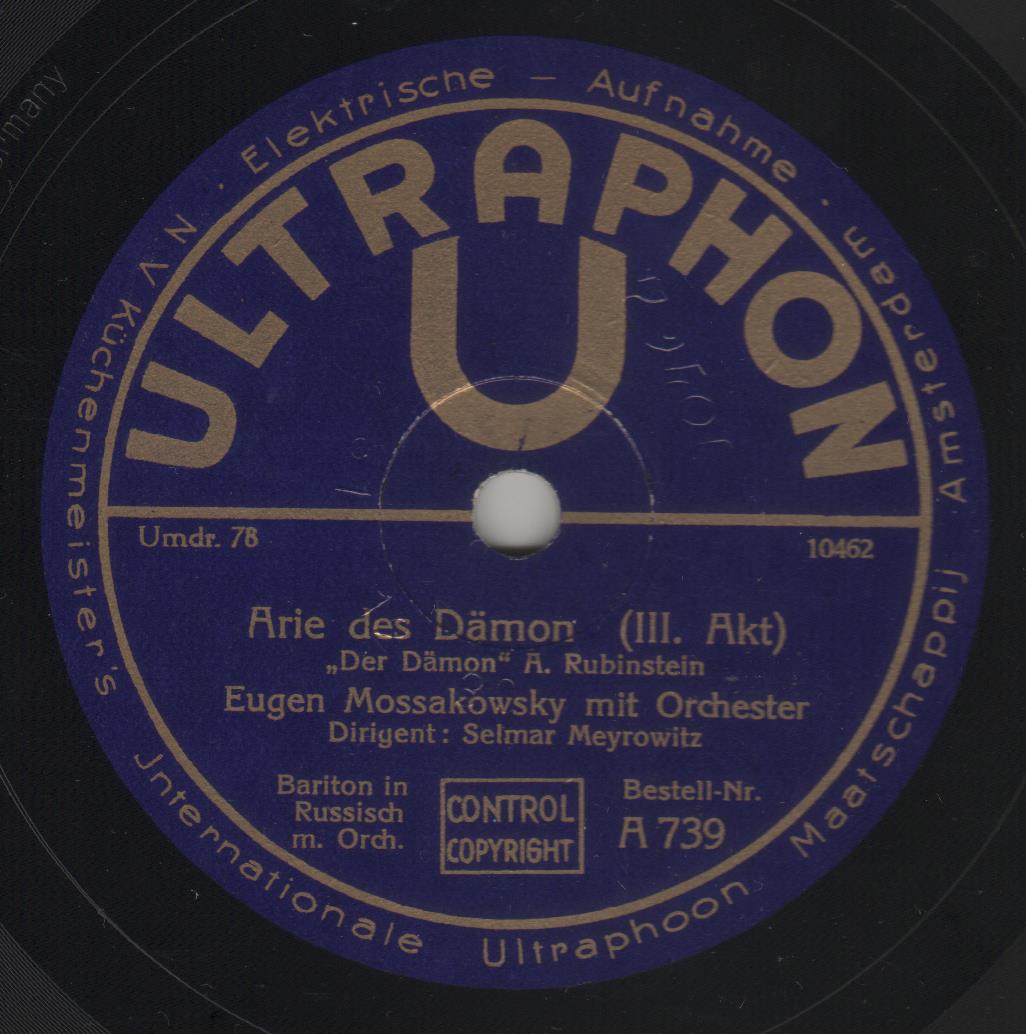 N V Küchenmeister's Internationale Ultraphoon Maatschappij Amsterdam · Elektrische – Aufnahme ·
ULTRAPHON
U
Umdr. 78
10462
Arie des Dämon (III. Akt)
„Der Dämon“ A. Rubinstein
Eugen Mossakowsky mit Orchester
Dirigent: Selmar Meyrowitz
Bariton in
Russisch
m. Orch.
CONTROL
COPYRIGHT
Bestell-Nr.
A 739